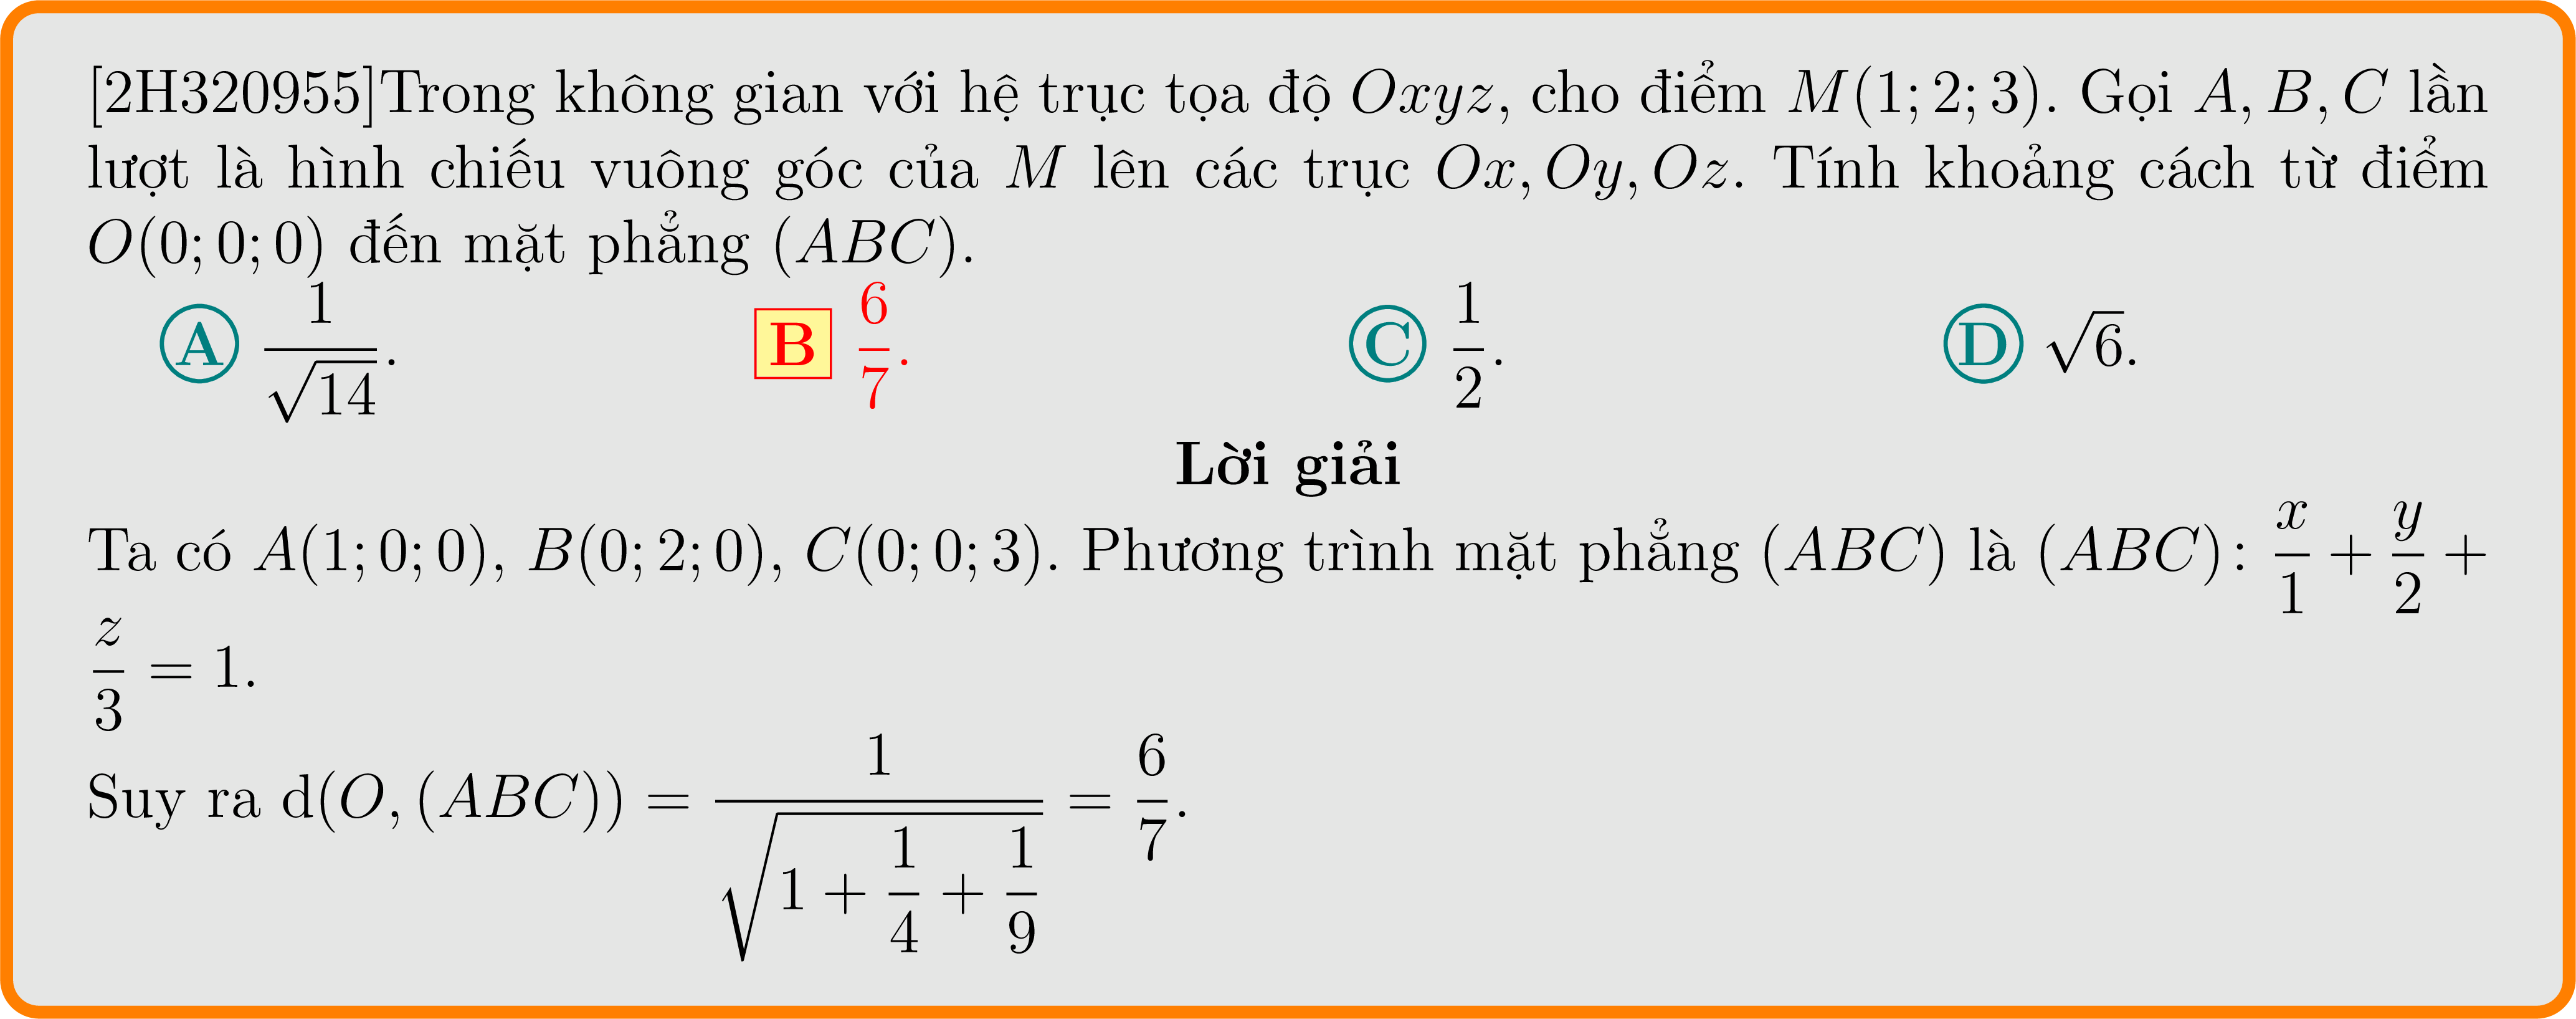 [2H320955]Trong không gian với hệ trục tọa độ Oxyz, cho điểm M(1; 2; 3). Gọi A, B, C lần
lượt là hình chiếu vuông góc của M lên các trục Ox, Oy, Oz. Tính khoảng cách từ điểm
O(0; 0; 0) đến mặt phẳng (ABC).
A $\frac{1}{\sqrt{14}}$. B $\frac{6}{7}$. C $\frac{1}{2}$. D $\sqrt{6}$.
Lời giải
Ta có A(1; 0; 0), B(0; 2; 0), C(0; 0; 3). Phương trình mặt phẳng (ABC) là (ABC): $\frac{x}{1} + \frac{y}{2} +$
$\frac{z}{3} = 1$.
Suy ra d(O, (ABC)) = $\frac{1}{\sqrt{1 + \frac{1}{4} + \frac{1}{9}}} = \frac{6}{7}$.